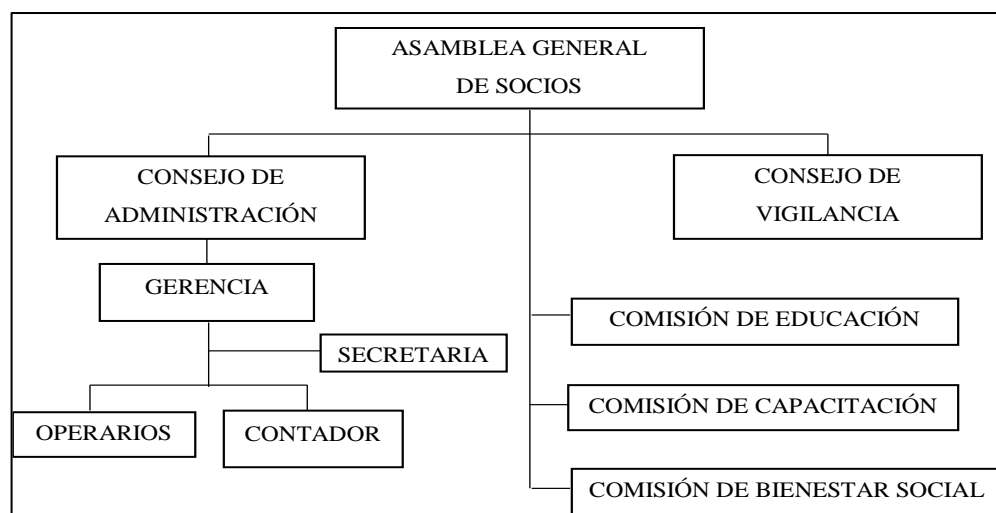 ASAMBLEA GENERAL
DE SOCIOS
CONSEJO DE
ADMINISTRACIÓN
CONSEJO DE
VIGILANCIA
GERENCIA
COMISIÓN DE EDUCACIÓN
SECRETARIA
COMISIÓN DE CAPACITACIÓN
OPERARIOS
CONTADOR
COMISIÓN DE BIENESTAR SOCIAL